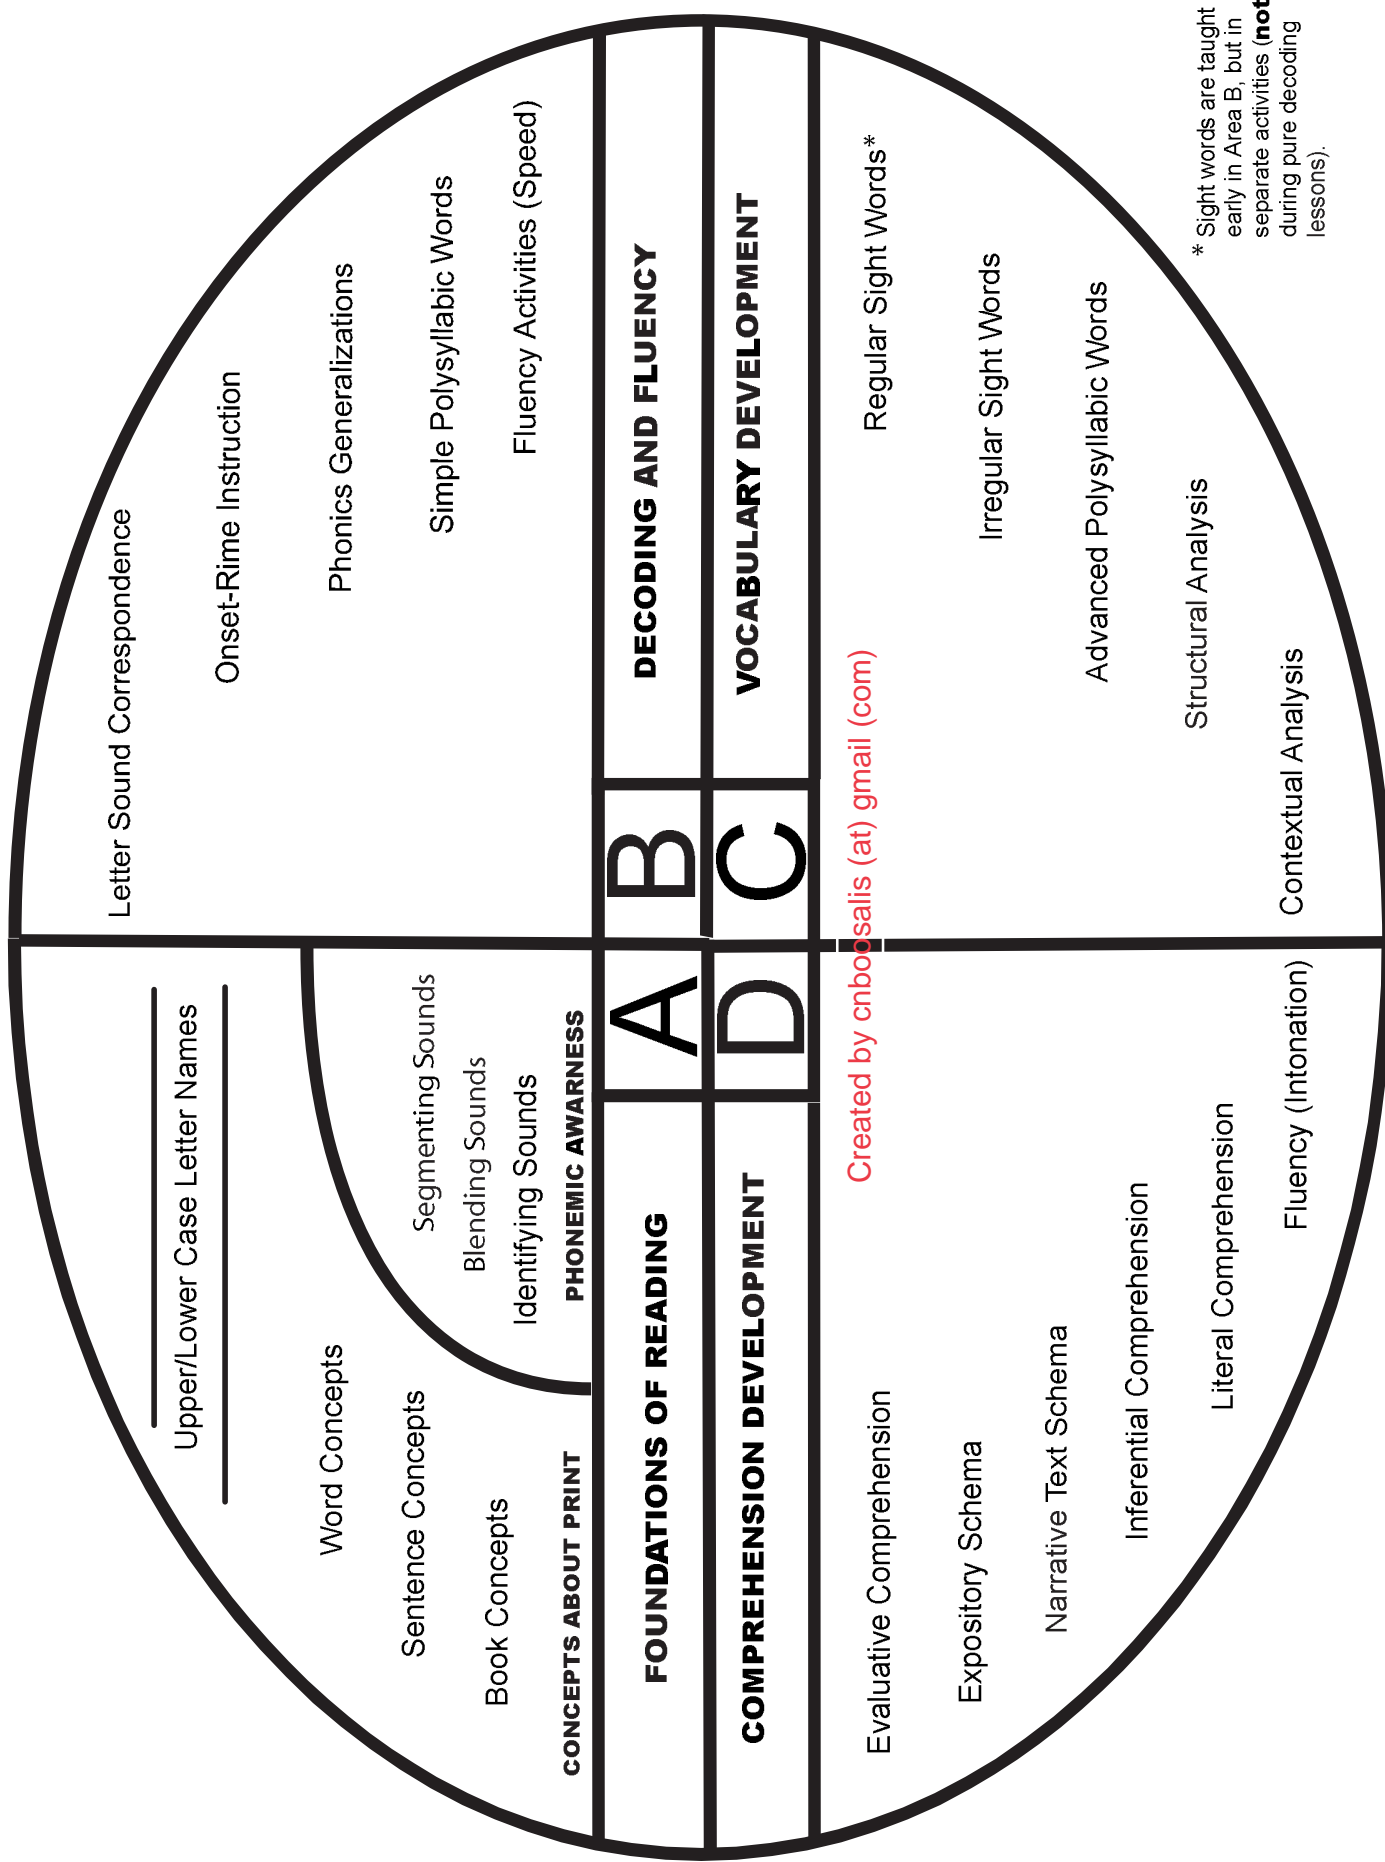 Upper/Lower Case Letter Names
Word Concepts
Sentence Concepts
Book Concepts
CONCEPTS ABOUT PRINT
Segmenting Sounds
Blending Sounds
Identifying Sounds
PHONEMIC AWARNESS
FOUNDATIONS OF READING
A
Letter Sound Correspondence
Onset-Rime Instruction
Phonics Generalizations
Simple Polysyllabic Words
Fluency Activities (Speed)
B
DECODING AND FLUENCY
COMPREHENSION DEVELOPMENT
D
Evaluative Comprehension
Expository Schema
Narrative Text Schema
Inferential Comprehension
Literal Comprehension
Fluency (Intonation)
C
VOCABULARY DEVELOPMENT
Created by cnboosalis (at) gmail (com)
Regular Sight Words*
Irregular Sight Words
Advanced Polysyllabic Words
Structural Analysis
Contextual Analysis
* Sight words are taught
early in Area B, but in
separate activities (not
during pure decoding
lessons).